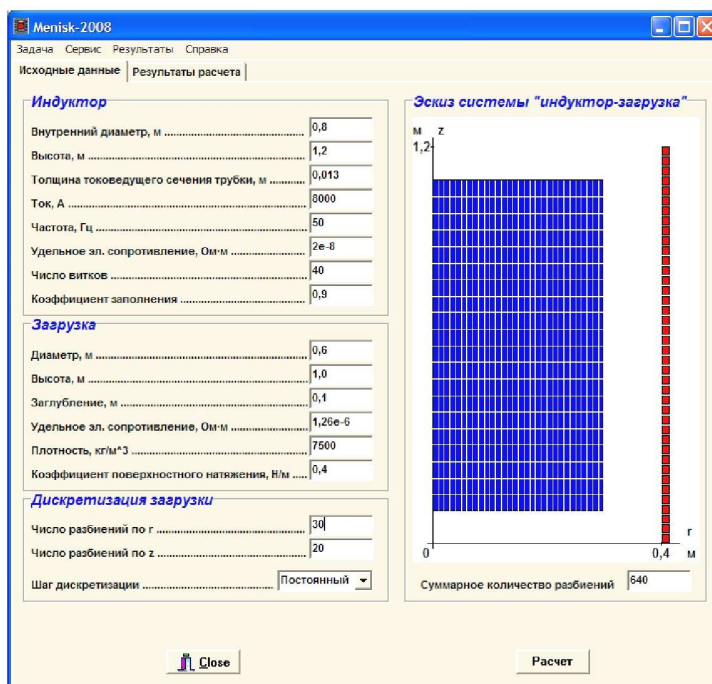 Menisk-2008
Задача Сервис Результаты Справка
Исходные данные Результаты расчета
Индуктор
Внутренний диаметр, м 0,8
Высота, м 1,2
Толщина токоведущего сечения трубки, м 0,013
Ток, А 8000
Частота, Гц 50
Удельное эл. сопротивление, Ом·м 2e-8
Число витков 40
Коэффициент заполнения 0,9
Загрузка
Диаметр, м 0,6
Высота, м 1,0
Заглубление, м 0,1
Удельное эл. сопротивление, Ом·м 1,26e-6
Плотность, кг/м^3 7500
Коэффициент поверхностного натяжения, Н/м 0,4
Дискретизация загрузки
Число разбиений по r 30
Число разбиений по z 20
Шаг дискретизации Постоянный
Close
Эскиз системы "индуктор-загрузка"
м z
1,2
r
0 0,4 м
Суммарное количество разбиений 640
Расчет